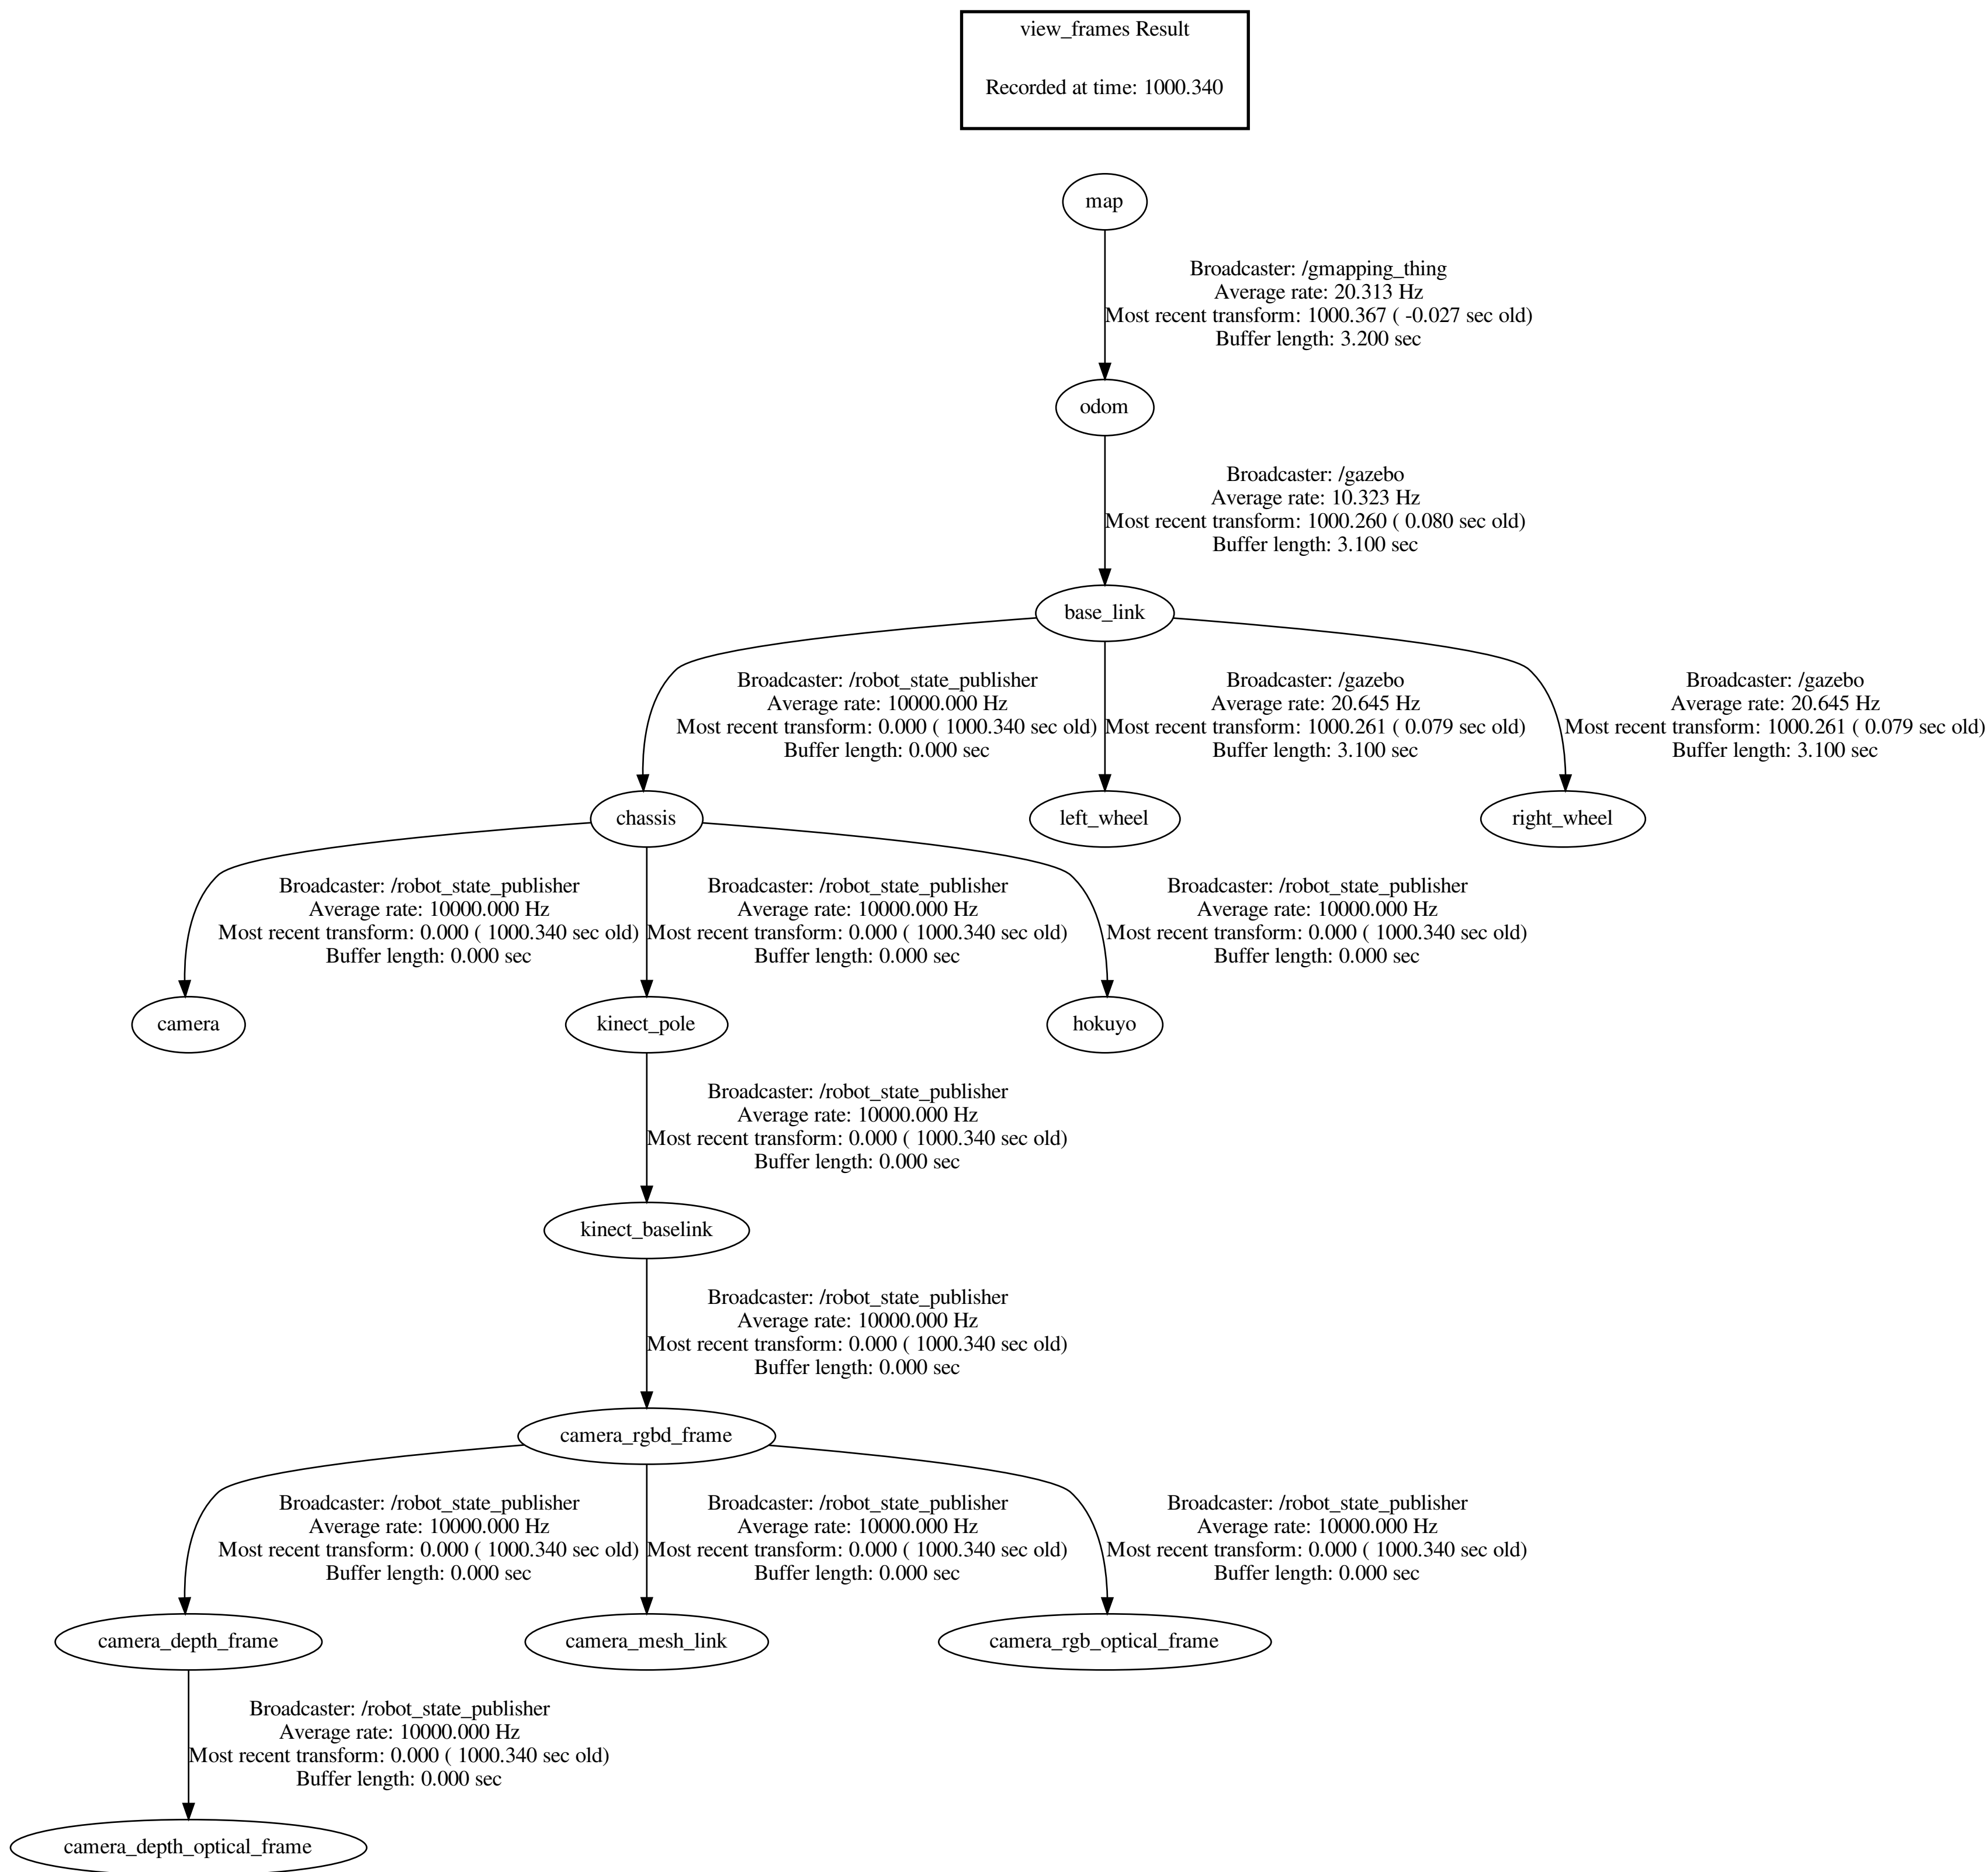 view_frames Result
Recorded at time: 1000.340
map
Broadcaster: /gmapping_thing
Average rate: 20.313 Hz
Most recent transform: 1000.367 ( -0.027 sec old)
Buffer length: 3.200 sec
odom
Broadcaster: /gazebo
Average rate: 10.323 Hz
Most recent transform: 1000.260 ( 0.080 sec old)
Buffer length: 3.100 sec
base_link
Broadcaster: /robot_state_publisher
Average rate: 10000.000 Hz
Most recent transform: 0.000 ( 1000.340 sec old)
Buffer length: 0.000 sec
Broadcaster: /gazebo
Average rate: 20.645 Hz
Most recent transform: 1000.261 ( 0.079 sec old)
Buffer length: 3.100 sec
Broadcaster: /gazebo
Average rate: 20.645 Hz
Most recent transform: 1000.261 ( 0.079 sec old)
Buffer length: 3.100 sec
chassis
left_wheel
right_wheel
Broadcaster: /robot_state_publisher
Average rate: 10000.000 Hz
Most recent transform: 0.000 ( 1000.340 sec old)
Buffer length: 0.000 sec
Broadcaster: /robot_state_publisher
Average rate: 10000.000 Hz
Most recent transform: 0.000 ( 1000.340 sec old)
Buffer length: 0.000 sec
Broadcaster: /robot_state_publisher
Average rate: 10000.000 Hz
Most recent transform: 0.000 ( 1000.340 sec old)
Buffer length: 0.000 sec
camera
kinect_pole
hokuyo
Broadcaster: /robot_state_publisher
Average rate: 10000.000 Hz
Most recent transform: 0.000 ( 1000.340 sec old)
Buffer length: 0.000 sec
kinect_baselink
Broadcaster: /robot_state_publisher
Average rate: 10000.000 Hz
Most recent transform: 0.000 ( 1000.340 sec old)
Buffer length: 0.000 sec
camera_rgbd_frame
Broadcaster: /robot_state_publisher
Average rate: 10000.000 Hz
Most recent transform: 0.000 ( 1000.340 sec old)
Buffer length: 0.000 sec
Broadcaster: /robot_state_publisher
Average rate: 10000.000 Hz
Most recent transform: 0.000 ( 1000.340 sec old)
Buffer length: 0.000 sec
Broadcaster: /robot_state_publisher
Average rate: 10000.000 Hz
Most recent transform: 0.000 ( 1000.340 sec old)
Buffer length: 0.000 sec
camera_depth_frame
camera_mesh_link
camera_rgb_optical_frame
Broadcaster: /robot_state_publisher
Average rate: 10000.000 Hz
Most recent transform: 0.000 ( 1000.340 sec old)
Buffer length: 0.000 sec
camera_depth_optical_frame